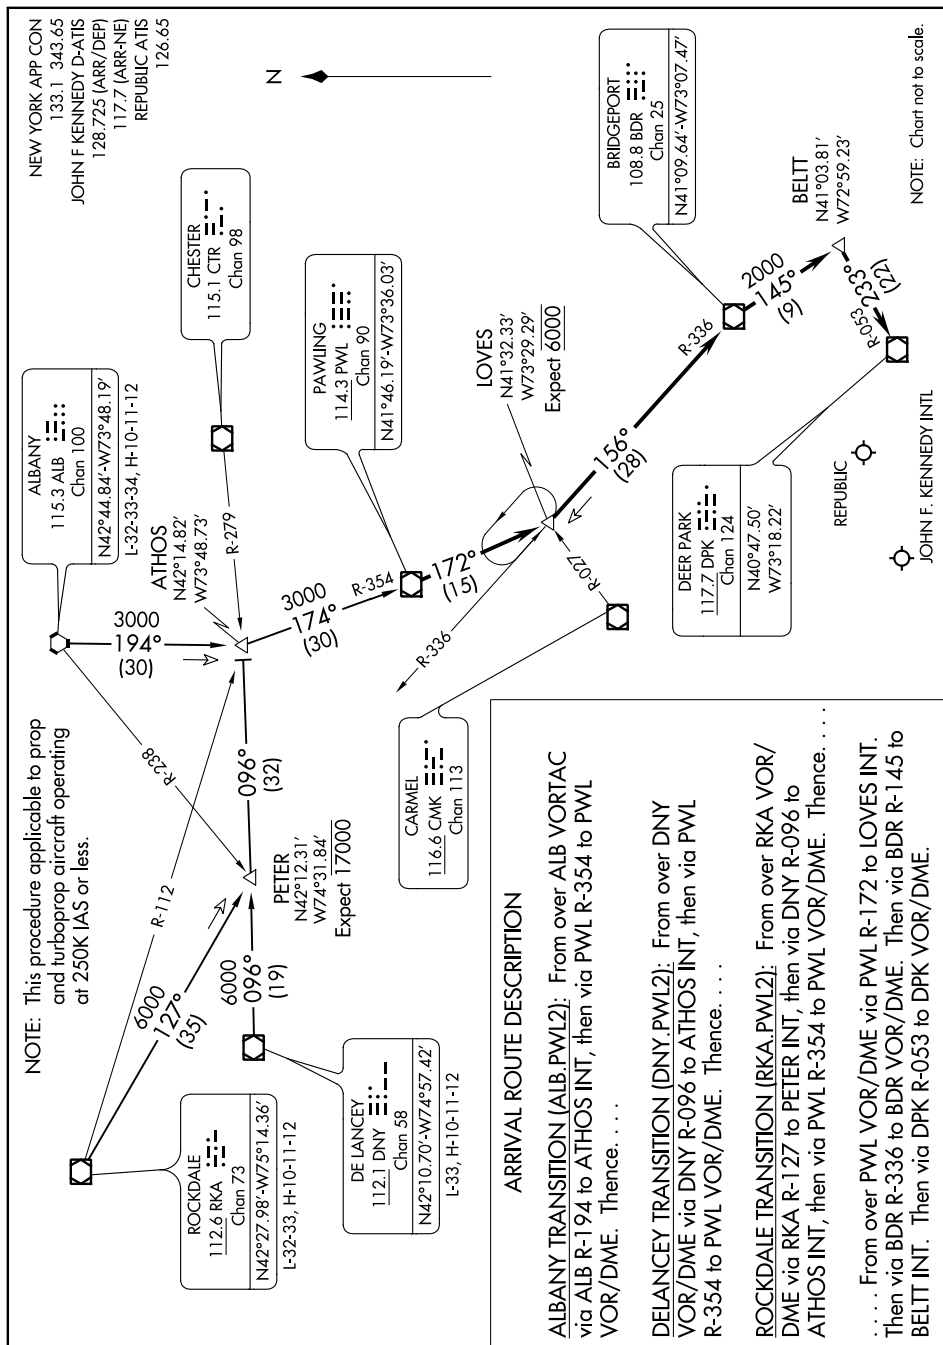 NEW YORK APP CON
133.1 343.65
JOHN F KENNEDY D-ATIS
128.725 (ARR/DEP)
117.7 (ARR-NE)
REPUBLIC ATIS
126.65
N
NOTE: This procedure applicable to prop
and turboprop aircraft operating
at 250K IAS or less.
ALBANY
115.3 ALB
Chan 100
N42°44.84'-W73°48.19'
L-32-33-34, H-10-11-12
CHESTER
115.1 CTR
Chan 98
R-279
ATHOS
N42°14.82'
W73°48.73'
3000
194°
(30)
R-238
R-112
ROCKDALE
112.6 RKA
Chan 73
N42°27.98'-W75°14.36'
L-32-33, H-10-11-12
6000
127°
(35)
DE LANCEY
112.1 DNY
Chan 58
N42°10.70'-W74°57.42'
L-33, H-10-11-12
6000
096°
(19)
PETER
N42°12.31'
W74°31.84'
Expect 17000
096°
(32)
3000
174°
(30)
R-354
PAWLING
114.3 PWL
Chan 90
N41°46.19'-W73°36.03'
172°
(15)
LOVES
N41°32.33'
W73°29.29'
Expect 6000
R-336
R-027
CARMEL
116.6 CMK
Chan 113
156°
(28)
R-336
BRIDGEPORT
108.8 BDR
Chan 25
N41°09.64'-W73°07.47'
2000
145°
(9)
BELTT
N41°03.81'
W72°59.23'
R-053
233°
(22)
DEER PARK
117.7 DPK
Chan 124
N40°47.50'
W73°18.22'
REPUBLIC
JOHN F. KENNEDY INTL
NOTE: Chart not to scale.
ARRIVAL ROUTE DESCRIPTION
ALBANY TRANSITION (ALB.PWL2): From over ALB VORTAC
via ALB R-194 to ATHOS INT, then via PWL R-354 to PWL
VOR/DME. Thence. . . .
DELANCEY TRANSITION (DNY.PWL2): From over DNY
VOR/DME via DNY R-096 to ATHOS INT, then via PWL
R-354 to PWL VOR/DME. Thence. . . .
ROCKDALE TRANSITION (RKA.PWL2): From over RKA VOR/
DME via RKA R-127 to PETER INT, then via DNY R-096 to
ATHOS INT, then via PWL R-354 to PWL VOR/DME. Thence. . . .
. . . . From over PWL VOR/DME via PWL R-172 to LOVES INT.
Then via BDR R-336 to BDR VOR/DME. Then via BDR R-145 to
BELTT INT. Then via DPK R-053 to DPK VOR/DME.